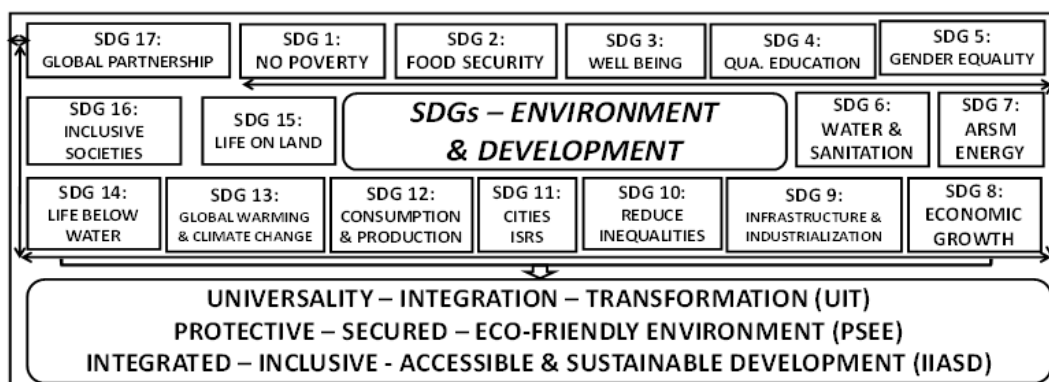 SDG 17:
GLOBAL PARTNERSHIP
SDG 1:
NO POVERTY
SDG 2:
FOOD SECURITY
SDG 3:
WELL BEING
SDG 4:
QUA. EDUCATION
SDG 5:
GENDER EQUALITY
SDG 16:
INCLUSIVE
SOCIETIES
SDG 15:
LIFE ON LAND
SDGs – ENVIRONMENT
& DEVELOPMENT
SDG 6:
WATER &
SANITATION
SDG 7:
ARSM
ENERGY
SDG 14:
LIFE BELOW
WATER
SDG 13:
GLOBAL WARMING
& CLIMATE CHANGE
SDG 12:
CONSUMPTION
& PRODUCTION
SDG 11:
CITIES
ISRS
SDG 10:
REDUCE
INEQUALITIES
SDG 9:
INFRASTRUCTURE &
INDUSTRIALIZATION
SDG 8:
ECONOMIC
GROWTH
UNIVERSALITY – INTEGRATION – TRANSFORMATION (UIT)
PROTECTIVE – SECURED – ECO-FRIENDLY ENVIRONMENT (PSEE)
INTEGRATED – INCLUSIVE - ACCESSIBLE & SUSTAINABLE DEVELOPMENT (IIASD)